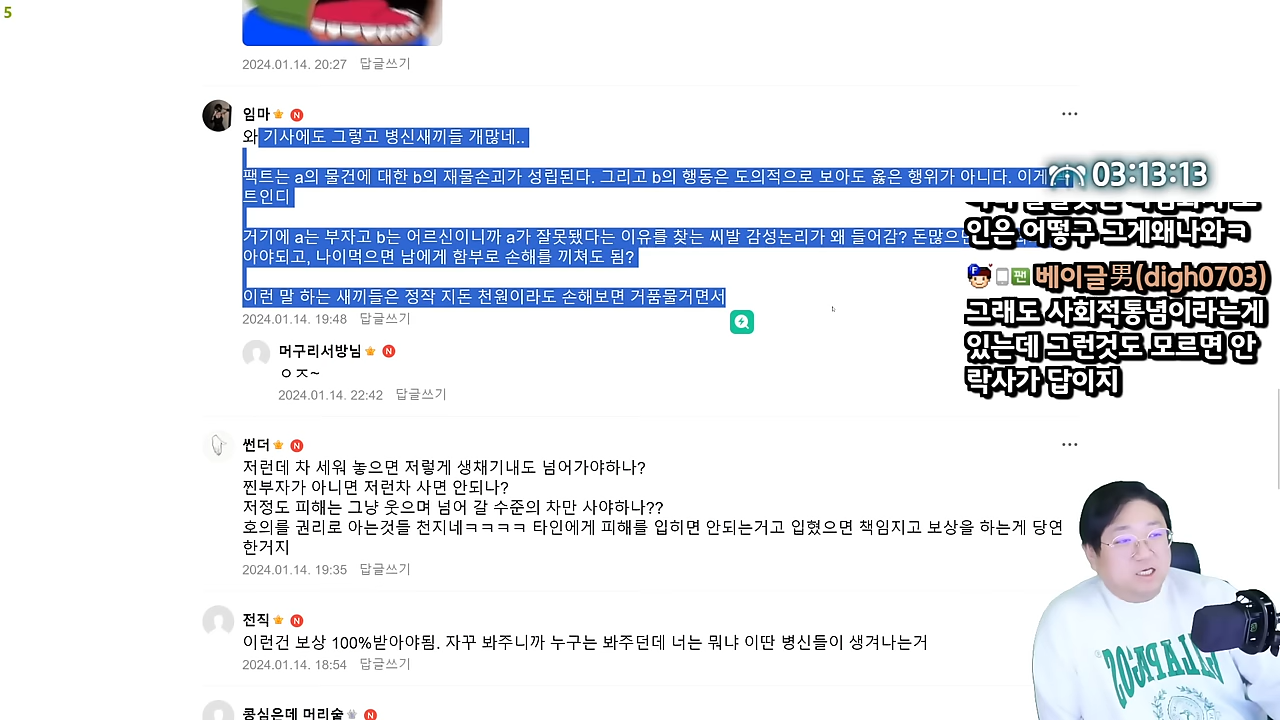 5
2024.01.14. 20:27 답글쓰기
임마 N
와 기사에도 그렇고 병신새끼들 개많네..
팩트는 a의 물건에 대한 b의 재물손괴가 성립된다. 그리고 b의 행동은 도의적으로 보아도 옳은 행위가 아니다. 이게
트인디
거기에 a는 부자고 b는 어르신이니까 a가 잘못됐다는 이유를 찾는 씨발 감성논리가 왜 들어감? 돈많으면
아야되고, 나이먹으면 남에게 함부로 손해를 끼쳐도 됨?
이런 말 하는 새끼들은 정작 지돈 천원이라도 손해보면 거품물거면서
2024.01.14. 19:48 답글쓰기
머구리서방님 N
ㅇㅈ~
2024.01.14. 22:42 답글쓰기
썬더 N
저런데 차 세워 놓으면 저렇게 생채기내도 넘어가야하나?
찐부자가 아니면 저런차 사면 안되나?
저정도 피해는 그냥 웃으며 넘어 갈 수준의 차만 사야하나??
호의를 권리로 아는것들 천지네ㅋㅋㅋㅋ 타인에게 피해를 입히면 안되는거고 입혔으면 책임지고 보상을 하는게 당연
한거지
2024.01.14. 19:35 답글쓰기
전직 N
이런건 보상 100%받아야됨. 자꾸 봐주니까 누구는 봐주던데 너는 뭐냐 이딴 병신들이 생겨나는거
2024.01.14. 18:54 답글쓰기
콩심은데 머리숱 N
03:13:13
인은 어떻구 그게왜나와ㅋ
F 팬 베이글男(digh0703)
그래도 사회적통념이라는게
있는데 그런것도 모르면 안
락사가 답이지
PALAPAGOS